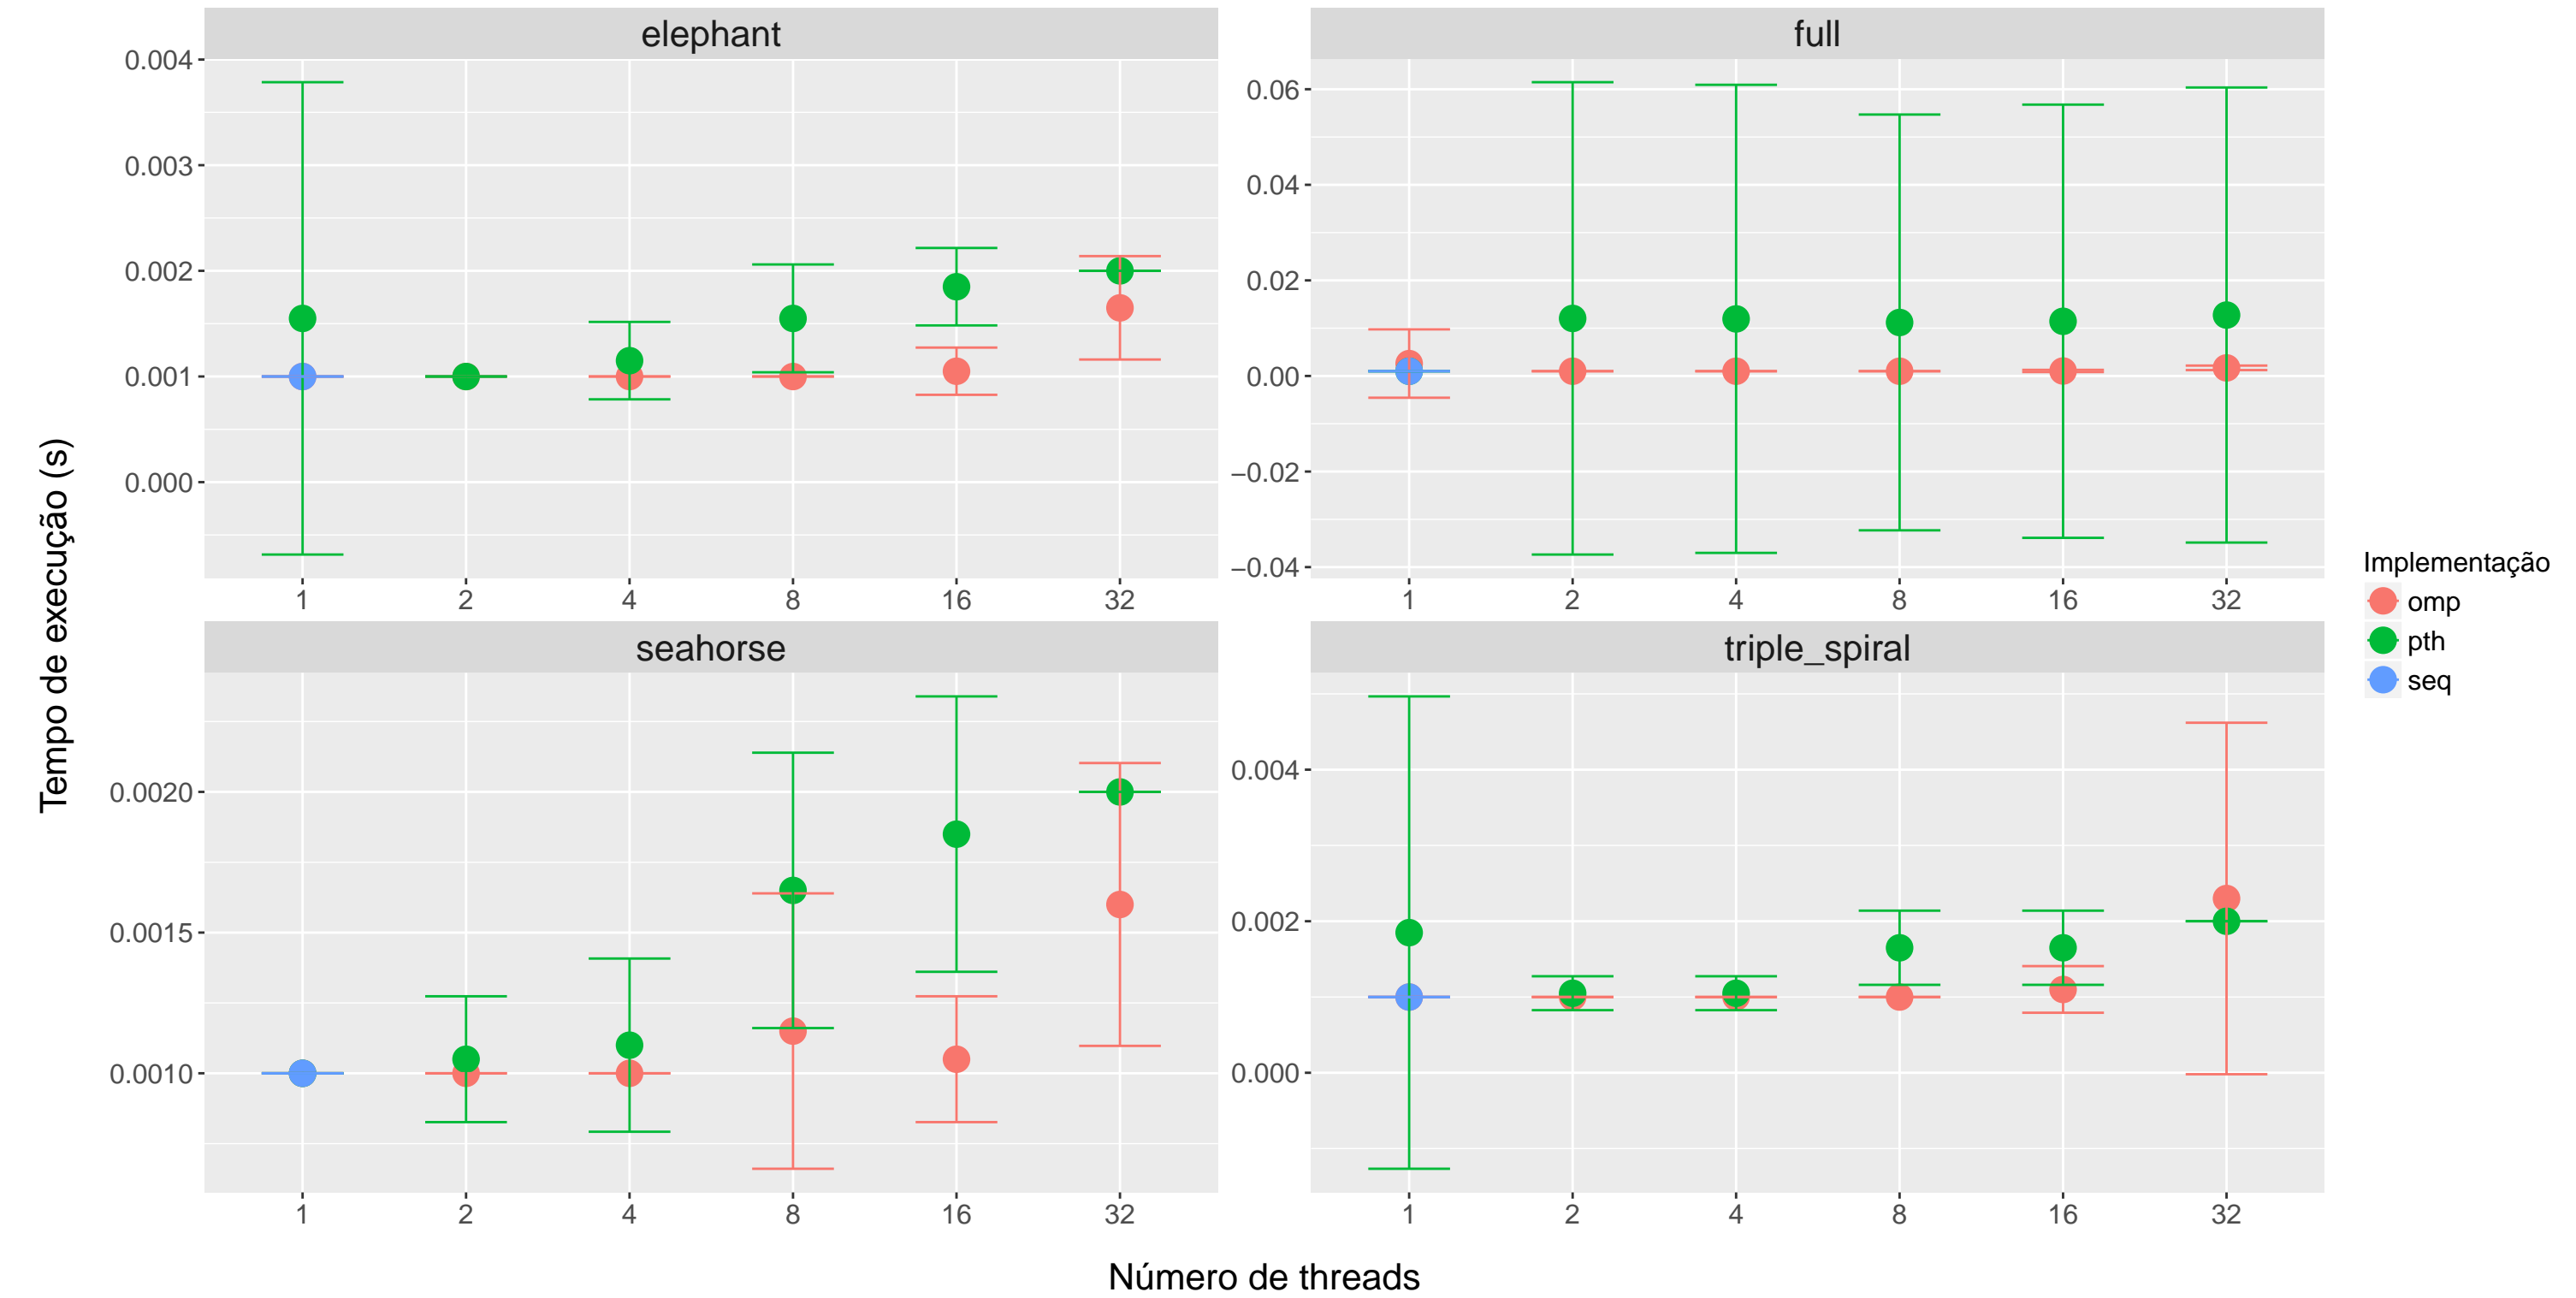 elephant
0.004
0.003
0.002
0.001
0.000
1 2 4 8 16 32
full
0.06
0.04
0.02
0.00
−0.02
−0.04
1 2 4 8 16 32
seahorse
0.0020
0.0015
0.0010
1 2 4 8 16 32
triple_spiral
0.004
0.002
0.000
1 2 4 8 16 32
Tempo de execução (s)
Número de threads
Implementação
omp
pth
seq